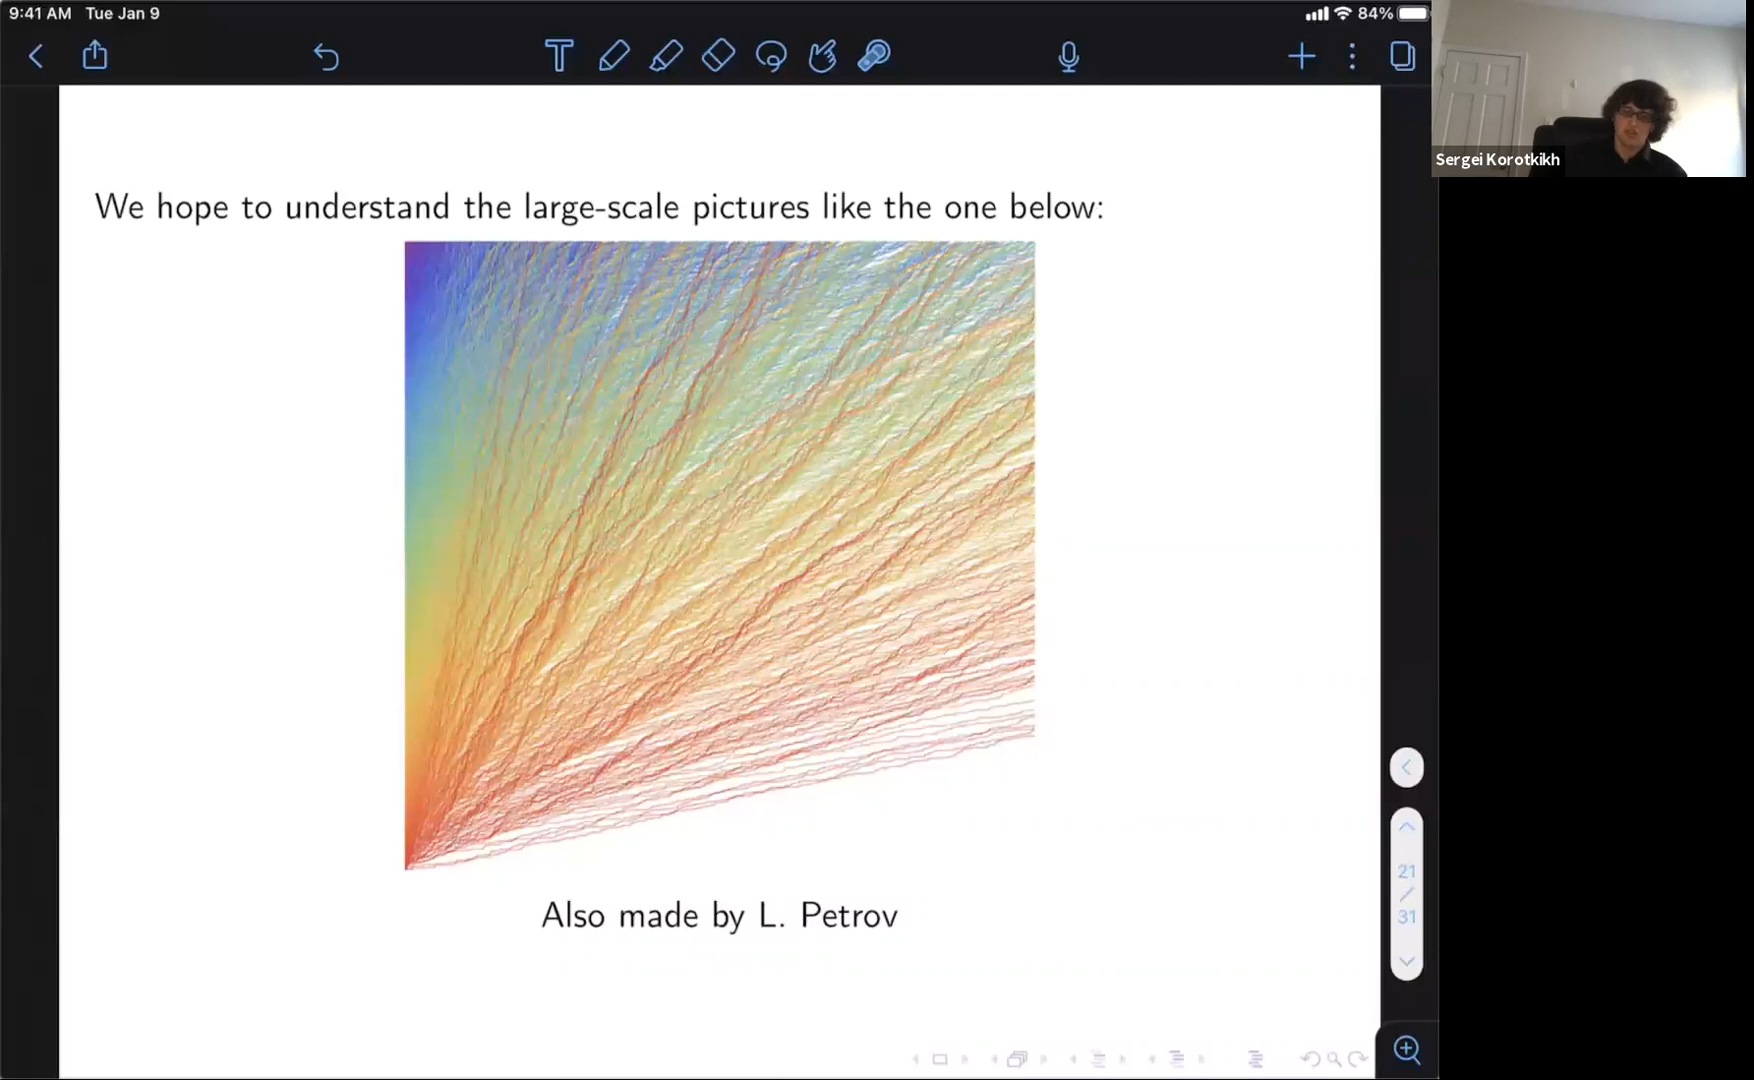 9:41 AM Tue Jan 9
84%
We hope to understand the large-scale pictures like the one below:
Also made by L. Petrov
21
/
31
Sergei Korotkikh